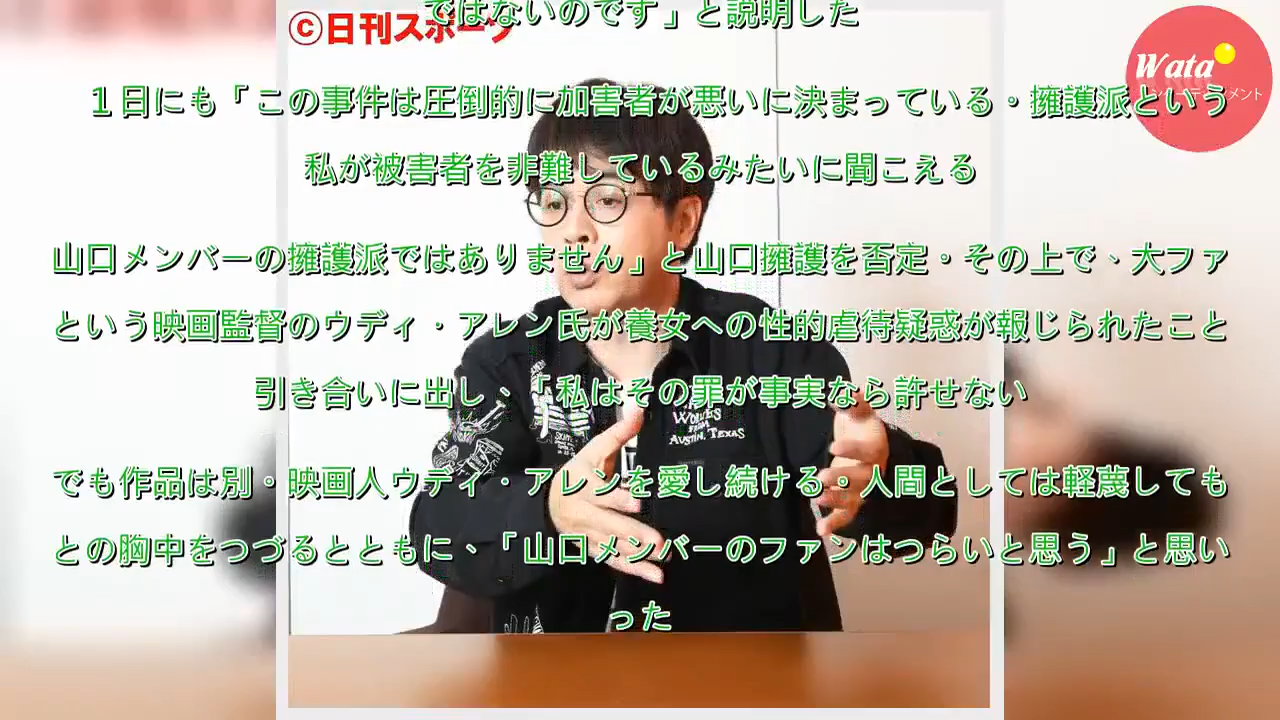 ではないのです」と説明した
©日刊スポーツ
Wata
メント
１日にも「この事件は圧倒的に加害者が悪いに決まっている・擁護派という
私が被害者を非難しているみたいに聞こえる
山口メンバーの擁護派ではありません」と山口擁護を否定・その上で、大ファ
という映画監督のウディ・アレン氏が養女への性的虐待疑惑が報じられたこと
引き合いに出し、「私はその罪が事実なら許せない
WORDLES
FROM
AUSTIN, TEXAS
でも作品は別・映画人ウディ・アレンを愛し続ける・人間としては軽蔑しても
との胸中をつづるとともに、「山口メンバーのファンはつらいと思う」と思い
った